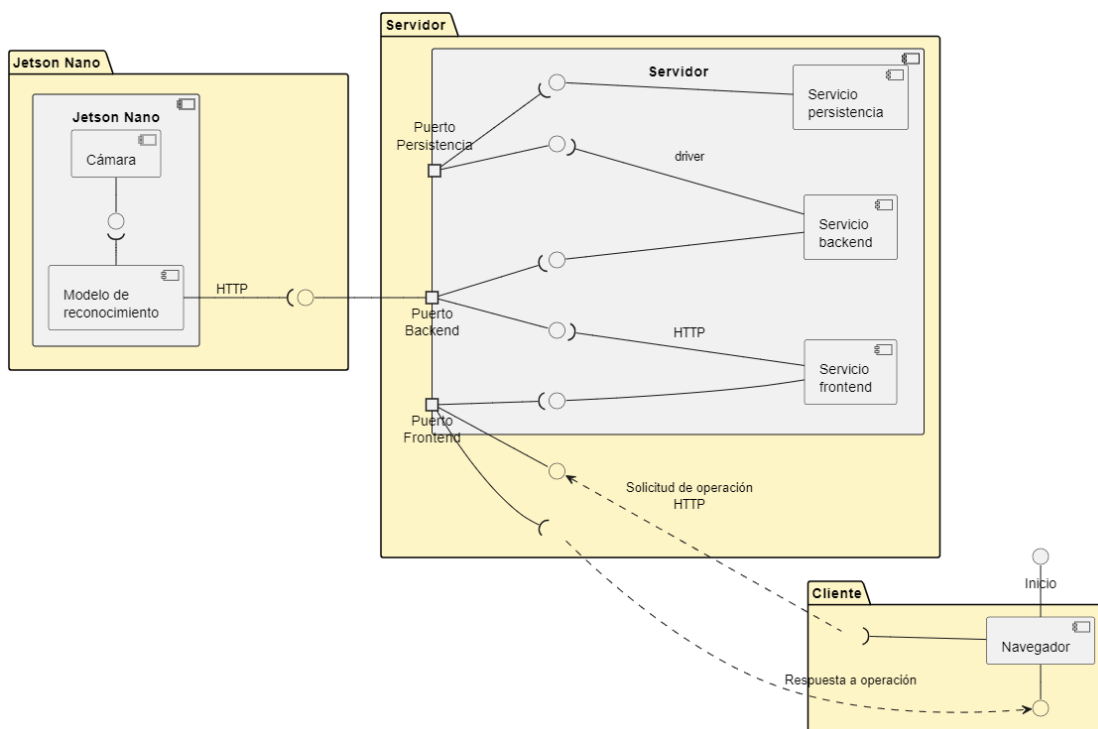 Servidor
Jetson Nano
Servidor
Servicio
persistencia
Jetson Nano
Cámara
Puerto
Persistencia
driver
Servicio
backend
Modelo de
reconocimiento
HTTP
Puerto
Backend
HTTP
Servicio
frontend
Puerto
Frontend
Solicitud de operación
HTTP
Inicio
Cliente
Navegador
Respuesta a operación